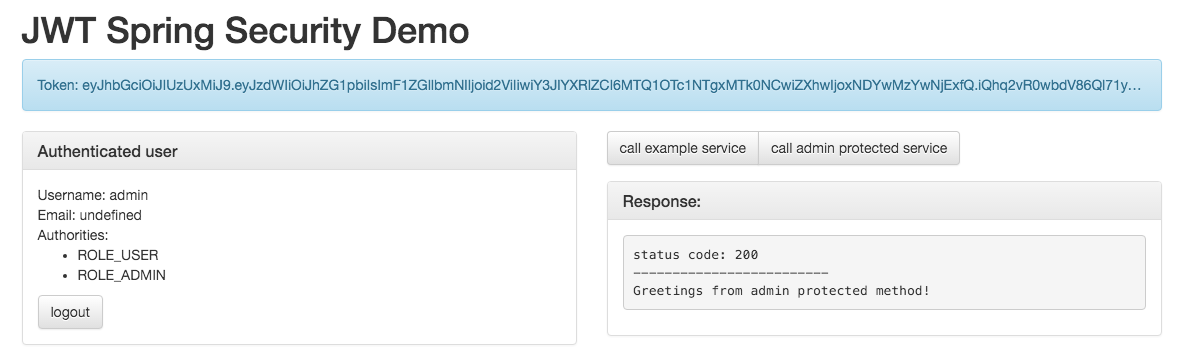 JWT Spring Security Demo
Token: eyJhbGciOiJIUzUxMiJ9.eyJzdWIiOiJhZG1pbiIsImF1ZGllbmNlIjoid2ViIiwiY3JlYXRlZCI6MTQ1OTc1NTgxMTk0NCwiZXhwIjoxNDYwMzYwNjExfQ.iQhq2vR0wbdV86Ql71y...
Authenticated user
Username: admin
Email: undefined
Authorities:
• ROLE_USER
• ROLE_ADMIN
logout
call example service
call admin protected service
Response:
status code: 200
-------------------------
Greetings from admin protected method!